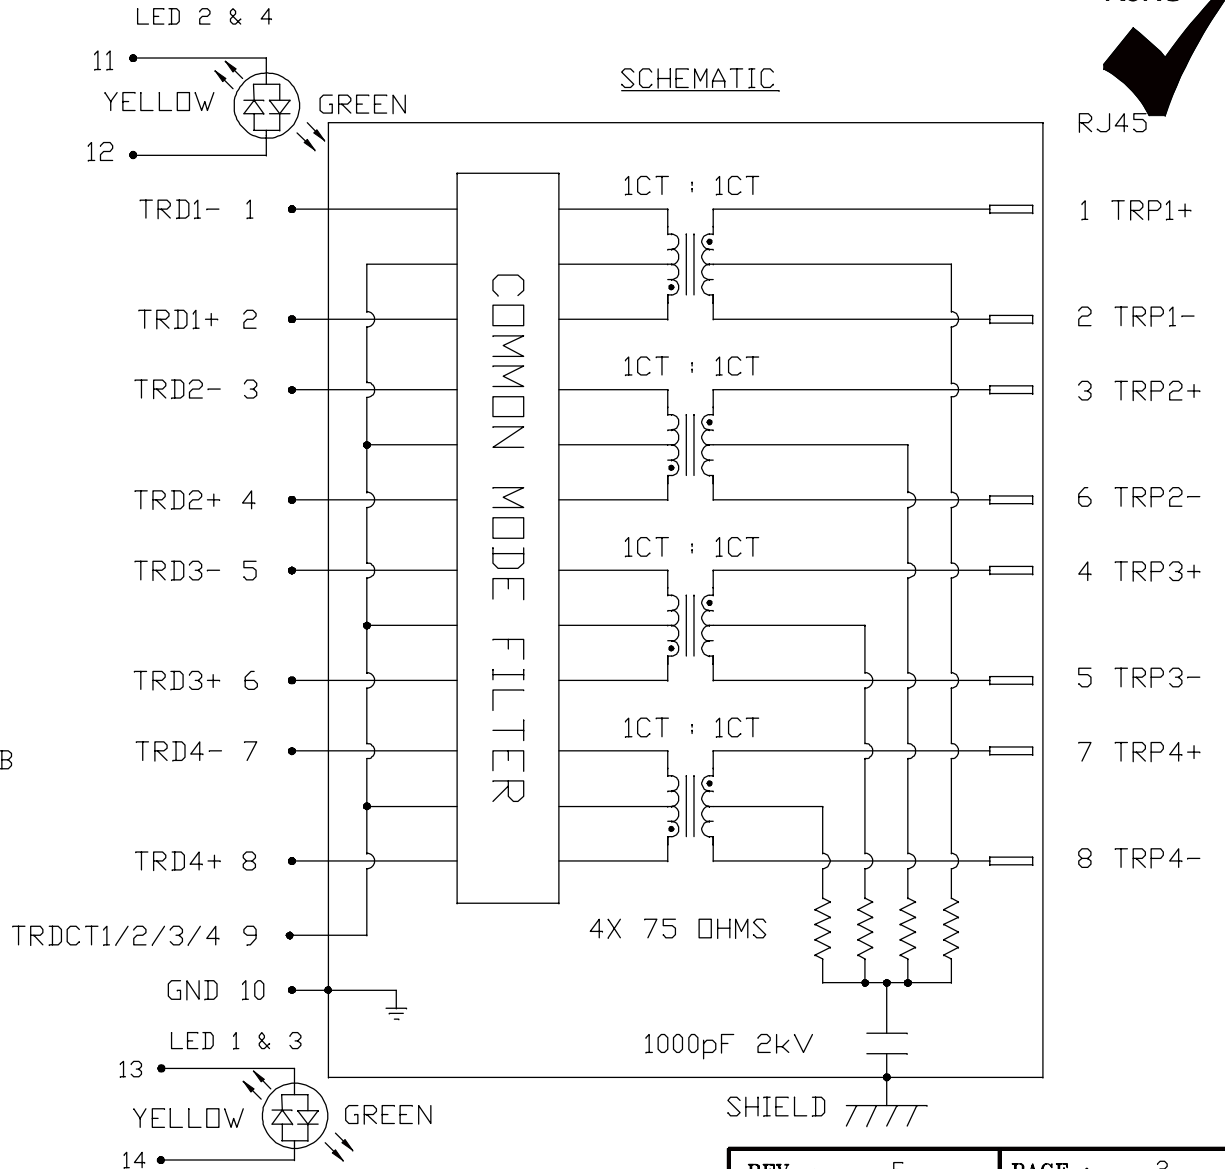 LED 2 & 4
11
YELLOW
GREEN
12
SCHEMATIC
RJ45
1CT : 1CT
TRD1- 1
1 TRP1+
TRD1+ 2
2 TRP1-
1CT : 1CT
TRD2- 3
3 TRP2+
TRD2+ 4
6 TRP2-
1CT : 1CT
TRD3- 5
4 TRP3+
TRD3+ 6
5 TRP3-
1CT : 1CT
TRD4- 7
7 TRP4+
B
TRD4+ 8
8 TRP4-
COMMON MODE FILTER
TRDCT1/2/3/4 9
4X 75 OHMS
GND 10
LED 1 & 3
1000pF 2kV
13
YELLOW
GREEN
SHIELD
14